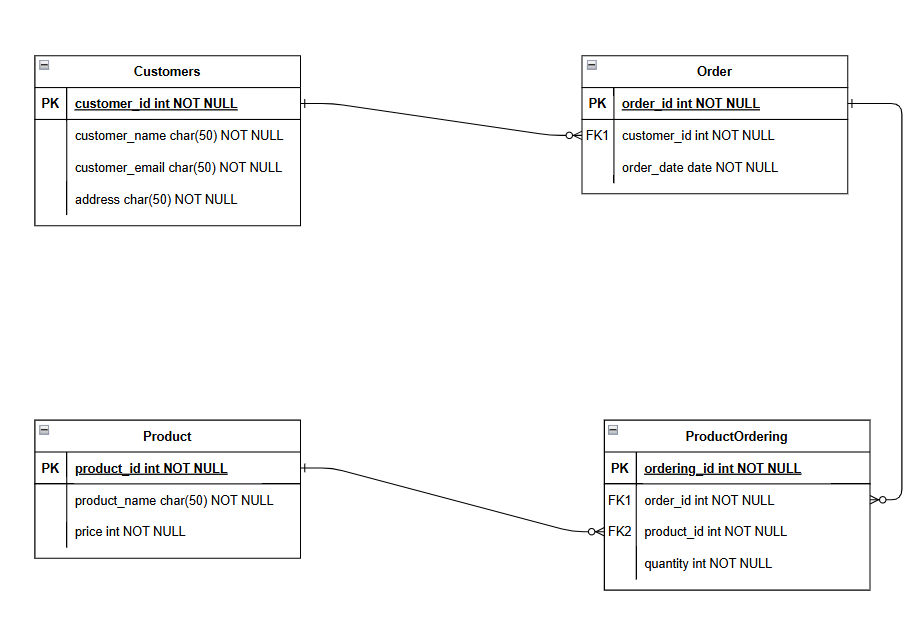 Customers
PK customer_id int NOT NULL
customer_name char(50) NOT NULL
customer_email char(50) NOT NULL
address char(50) NOT NULL
Order
PK order_id int NOT NULL
FK1 customer_id int NOT NULL
order_date date NOT NULL
Product
PK product_id int NOT NULL
product_name char(50) NOT NULL
price int NOT NULL
ProductOrdering
PK ordering_id int NOT NULL
FK1 order_id int NOT NULL
FK2 product_id int NOT NULL
quantity int NOT NULL